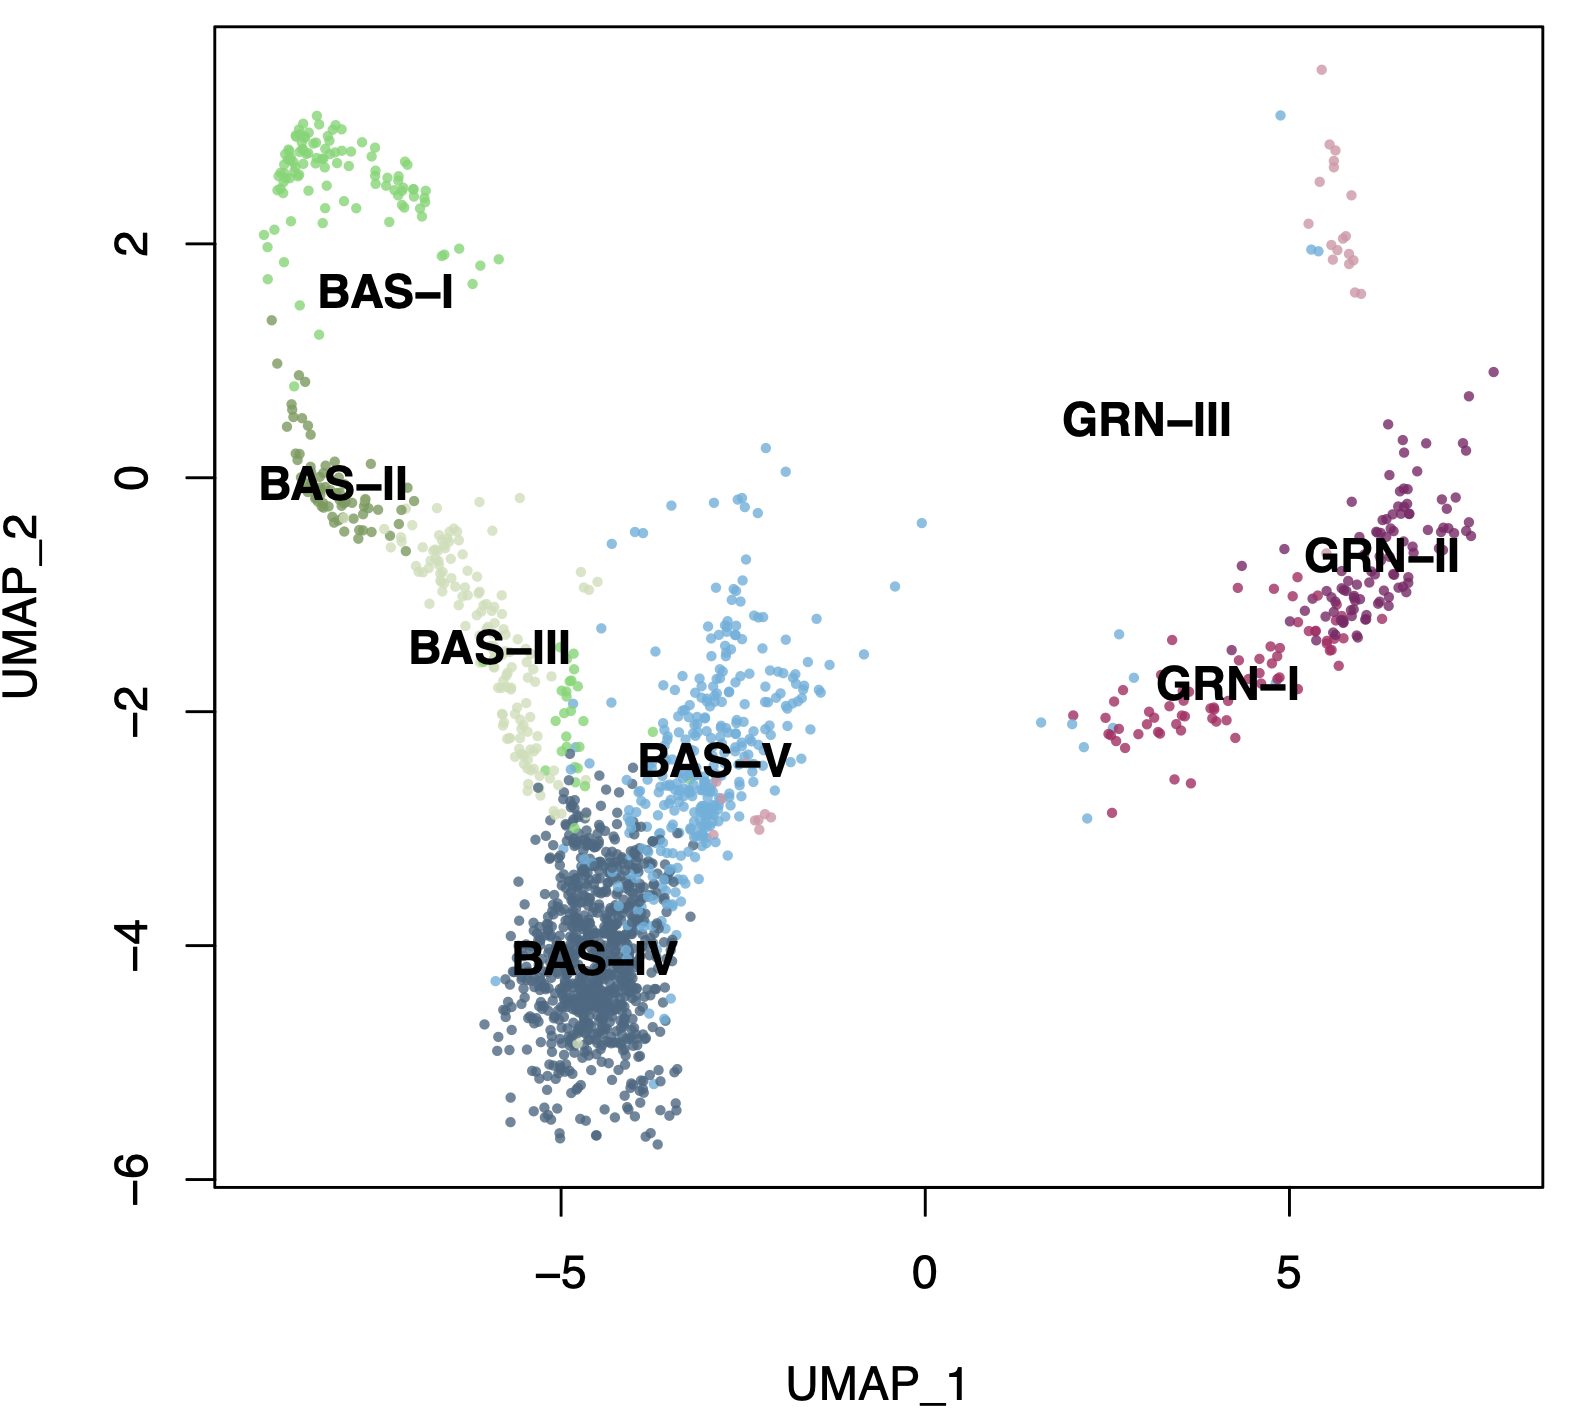 BAS–I
BAS–II
BAS–III
BAS–IV
BAS–V
GRN–III
GRN–II
GRN–I
2
0
–2
–4
–6
UMAP_2
–5
0
5
UMAP_1